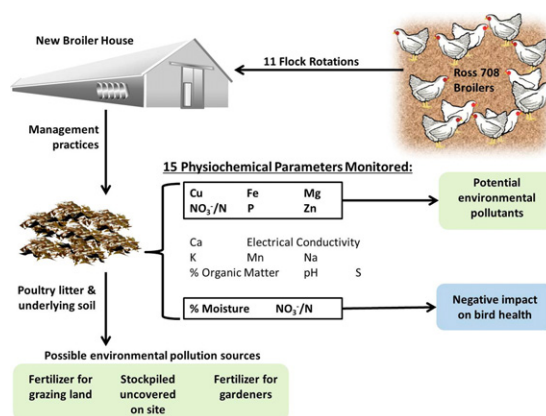 New Broiler House
11 Flock Rotations
Ross 708
Broilers
Management
practices
15 Physiochemical Parameters Monitored:
Cu Fe Mg
NO₃⁻/N P Zn
Potential
environmental
pollutants
Ca Electrical Conductivity
K Mn Na
% Organic Matter pH S
Poultry litter &
underlying soil
% Moisture NO₃⁻/N
Negative impact
on bird health
Possible environmental pollution sources
Fertilizer for
grazing land
Stockpiled
uncovered
on site
Fertilizer for
gardeners